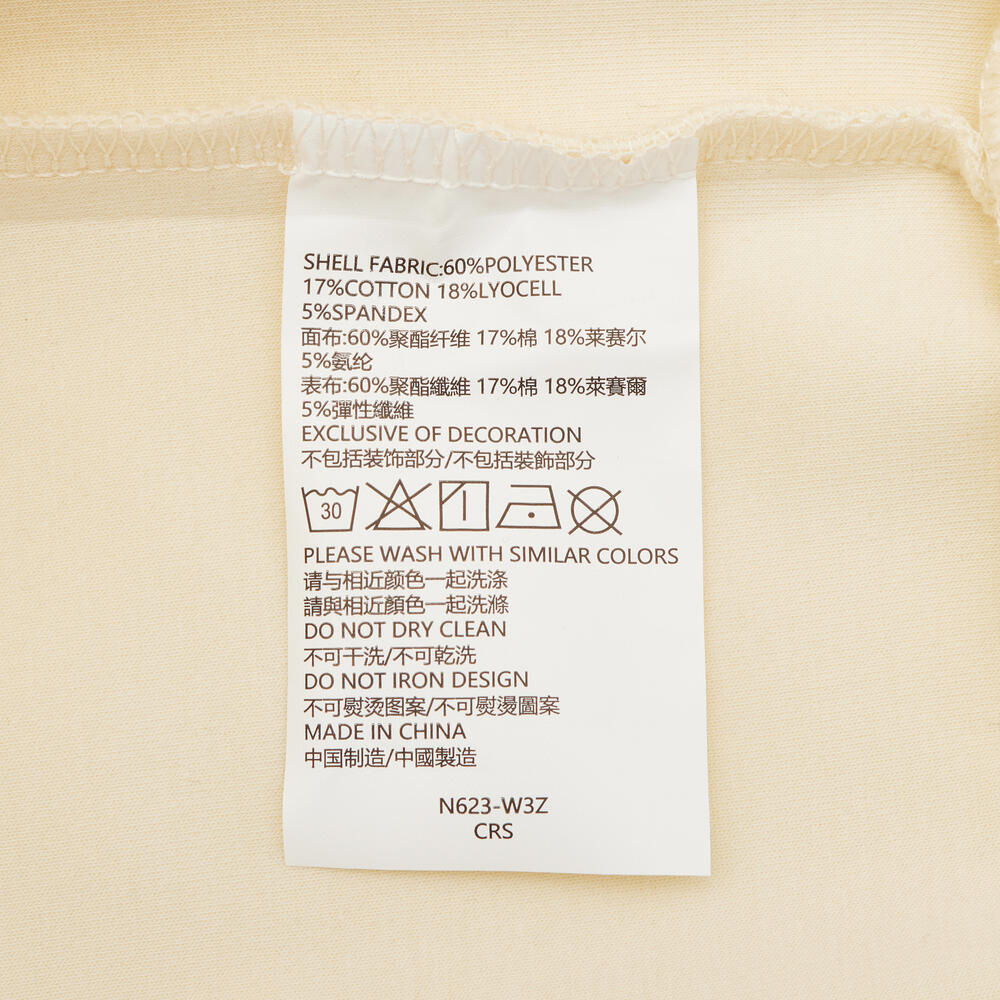 SHELL FABRIC:60%POLYESTER
17%COTTON 18%LYOCELL
5%SPANDEX
面布:60%聚酯纤维 17%棉 18%莱赛尔
5%氨纶
表布:60%聚酯纖維 17%棉 18%萊賽爾
5%彈性纖維
EXCLUSIVE OF DECORATION
不包括装饰部分/不包括裝飾部分
30
PLEASE WASH WITH SIMILAR COLORS
请与相近颜色一起洗涤
請與相近顏色一起洗滌
DO NOT DRY CLEAN
不可干洗/不可乾洗
DO NOT IRON DESIGN
不可熨烫图案/不可熨燙圖案
MADE IN CHINA
中国制造/中國製造
N623-W3Z
CRS